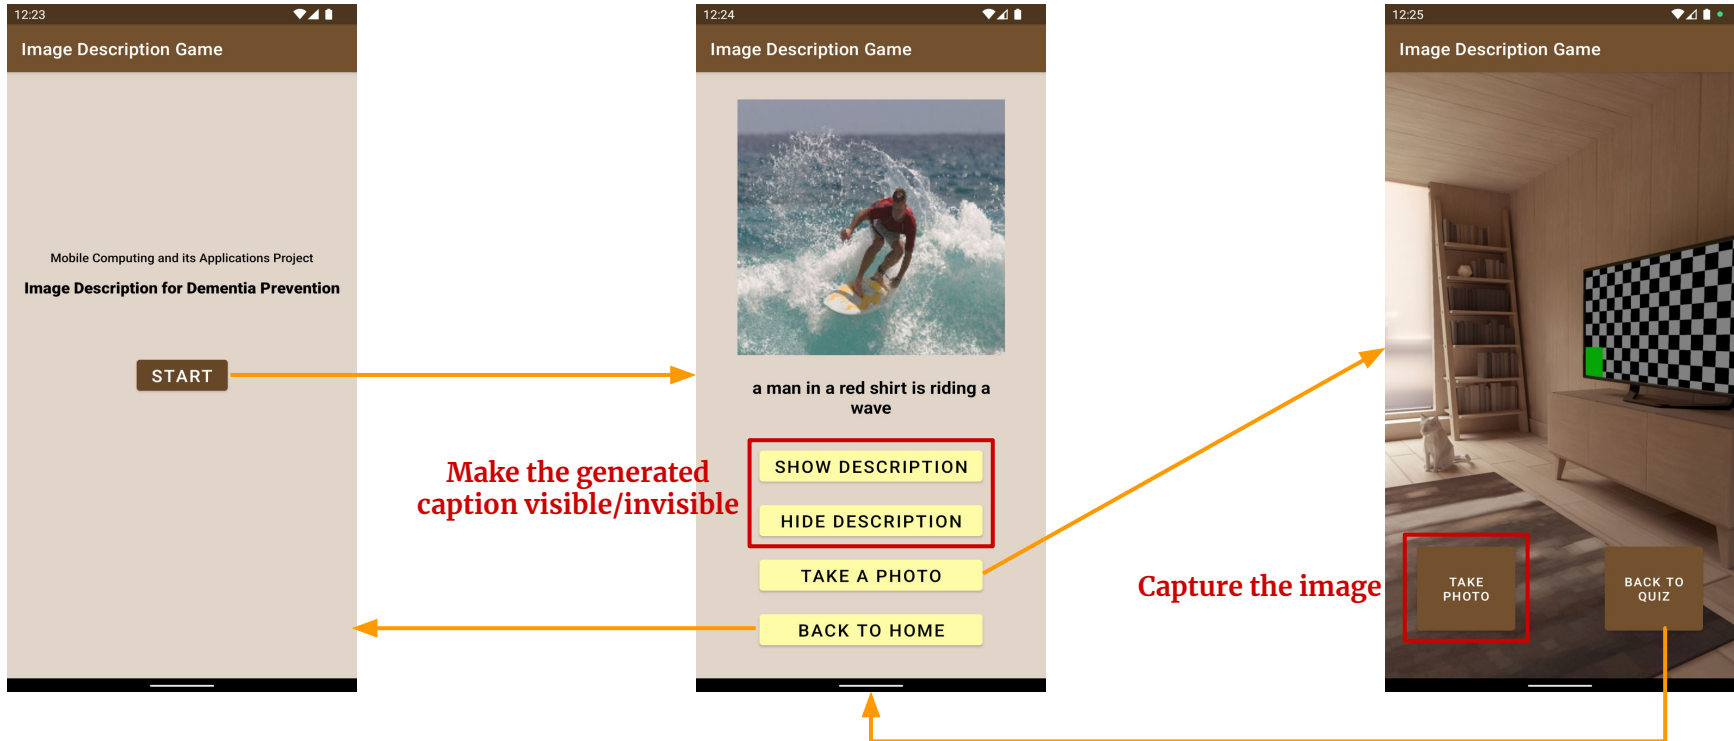 12:23
Image Description Game
Mobile Computing and its Applications Project
Image Description for Dementia Prevention
START
Make the generated
caption visible/invisible
12:24
Image Description Game
a man in a red shirt is riding a
wave
SHOW DESCRIPTION
HIDE DESCRIPTION
TAKE A PHOTO
BACK TO HOME
Capture the image
12:25
Image Description Game
TAKE
PHOTO
BACK TO
QUIZ